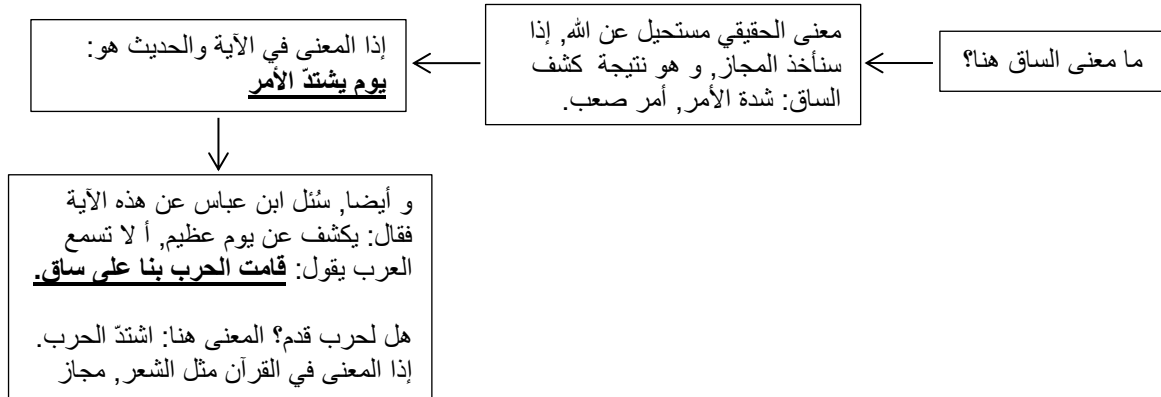 ما معنى الساق هنا؟
معنى الحقيقي مستحيل عن الله, إذا
سنأخذ المجاز, و هو نتيجة كشف
الساق: شدة الأمر, أمر صعب.
إذا المعنى في الآية والحديث هو:
يوم يشتدّ الأمر
و أيضا, سُئل ابن عباس عن هذه الآية
فقال: يكشف عن يوم عظيم, أ لا تسمع
العرب يقول: قامت الحرب بنا على ساق.
هل لحرب قدم؟ المعنى هنا: اشتدّ الحرب.
إذا المعنى في القرآن مثل الشعر, مجاز